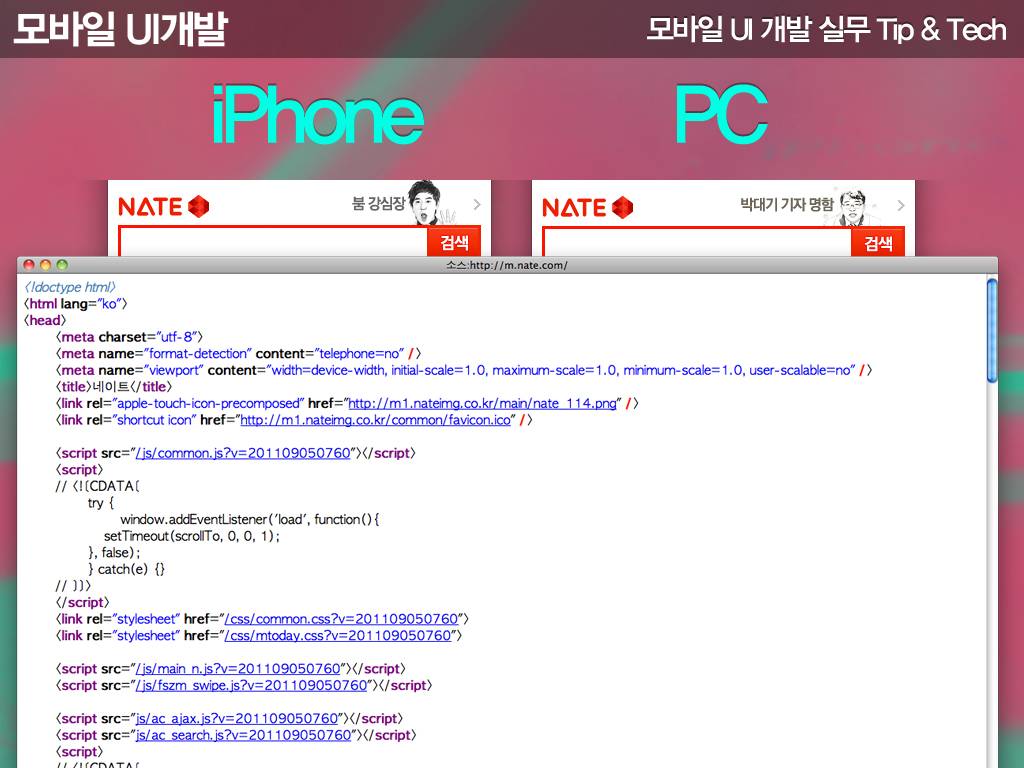 모바일 UI개발
모바일 UI 개발 실무 Tip & Tech
iPhone
PC
NATE
붐 강심장
검색
NATE
박대기 기자 명함
검색
소스:http://m.nate.com/
<!doctype html>
<html lang="ko">
<head>
<meta charset="utf-8">
<meta name="format-detection" content="telephone=no" />
<meta name="viewport" content="width=device-width, initial-scale=1.0, maximum-scale=1.0, minimum-scale=1.0, user-scalable=no" />
<title>네이트</title>
<link rel="apple-touch-icon-precomposed" href="http://m1.nateimg.co.kr/main/nate_114.png" />
<link rel="shortcut icon" href="http://m1.nateimg.co.kr/common/favicon.ico" />
<script src="/js/common.js?v=201109050760"></script>
<script>
// <![CDATA[
try {
window.addEventListener('load', function(){
setTimeout(scrollTo, 0, 0, 1);
}, false);
} catch(e) {}
// ]]>
</script>
<link rel="stylesheet" href="/css/common.css?v=201109050760">
<link rel="stylesheet" href="/css/mtoday.css?v=201109050760">
<script src="/js/main_n.js?v=201109050760"></script>
<script src="/js/fszm_swipe.js?v=201109050760"></script>
<script src="js/ac_ajax.js?v=201109050760"></script>
<script src="js/ac_search.js?v=201109050760"></script>
<script>
// <![CDATA[